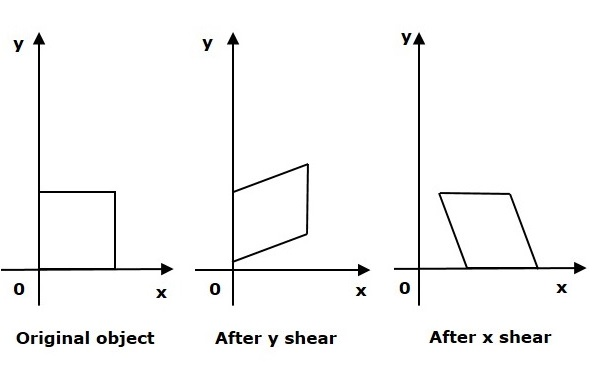 y
0
x
Original object
y
0
x
After y shear
y
0
x
After x shear